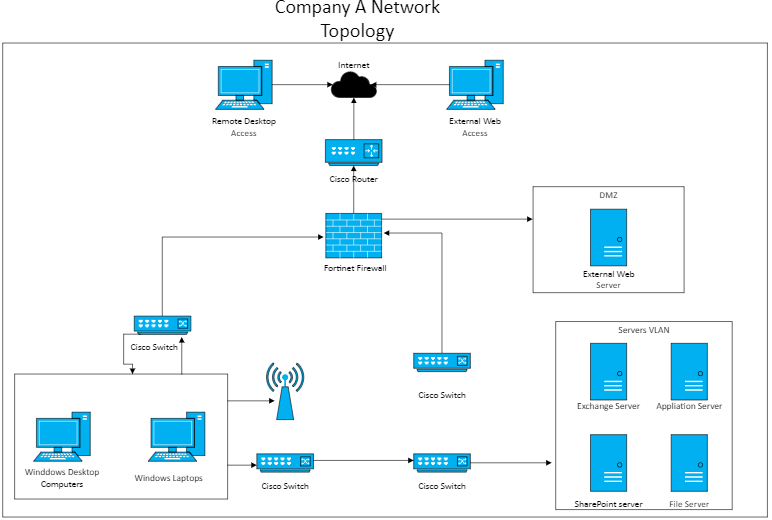 Company A Network
Topology
Internet
Remote Desktop
Access
External Web
Access
Cisco Router
DMZ
External Web
Server
Fortinet Firewall
Cisco Switch
Servers VLAN
Exchange Server
Appliation Server
Cisco Switch
Winddows Desktop
Computers
Windows Laptops
Cisco Switch
Cisco Switch
SharePoint server
File Server